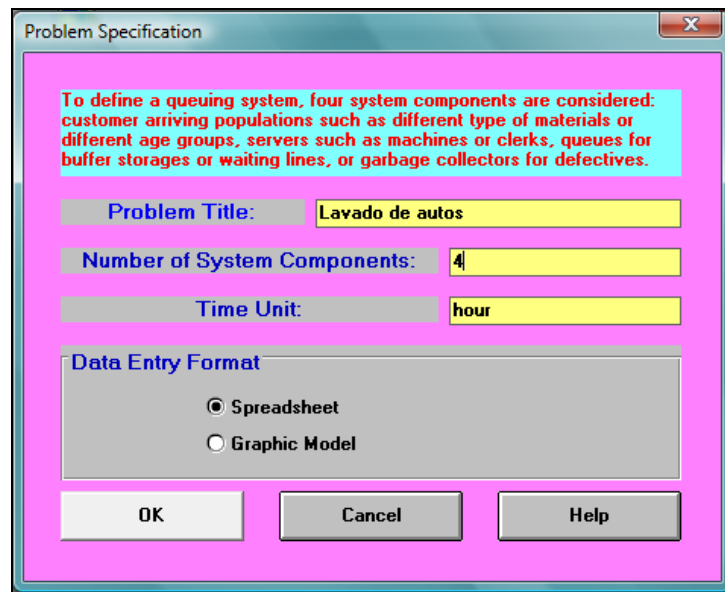 Problem Specification
X
To define a queuing system, four system components are considered:
customer arriving populations such as different type of materials or
different age groups, servers such as machines or clerks, queues for
buffer storages or waiting lines, or garbage collectors for defectives.
Problem Title: Lavado de autos
Number of System Components: 4
Time Unit: hour
Data Entry Format
Spreadsheet
Graphic Model
OK Cancel Help